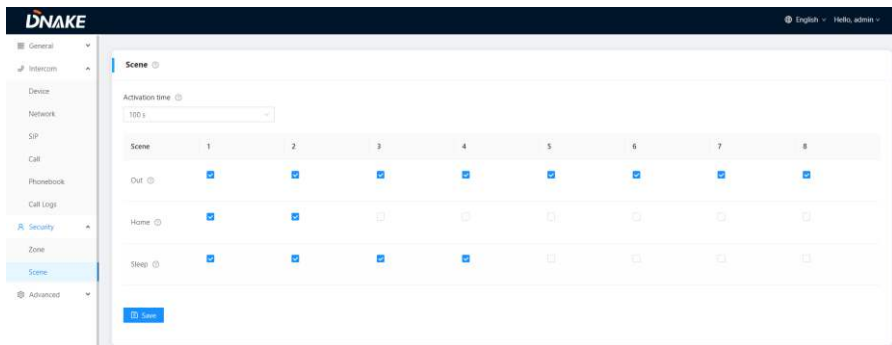 DNAKE
English
Hello, admin
General
Intercom
Device
Network
SIP
Call
Phonebook
Call Logs
Security
Zone
Scene
Advanced
Scene
Activation time
100 s
Scene 1 2 3 4 5 6 7 8
Out
Home
Sleep
Save